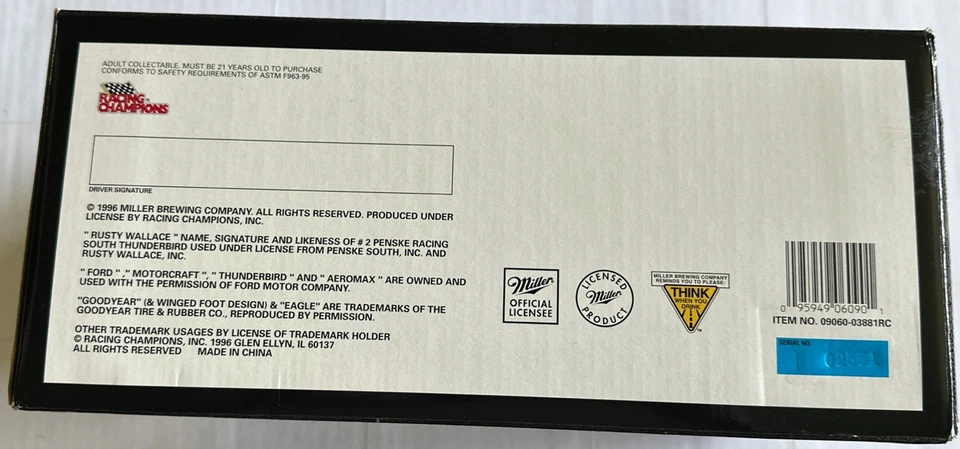 ADULT COLLECTABLE. MUST BE 21 YEARS OLD TO PURCHASE
CONFORMS TO SAFETY REQUIREMENTS OF ASTM F963-95
RACING
CHAMPIONS
DRIVER SIGNATURE
© 1996 MILLER BREWING COMPANY. ALL RIGHTS RESERVED. PRODUCED UNDER
LICENSE BY RACING CHAMPIONS, INC.
" RUSTY WALLACE " NAME, SIGNATURE AND LIKENESS OF # 2 PENSKE RACING
SOUTH THUNDERBIRD USED UNDER LICENSE FROM PENSKE SOUTH, INC. AND
RUSTY WALLACE, INC.
" FORD " ," MOTORCRAFT ", " THUNDERBIRD " AND " AEROMAX " ARE OWNED AND
USED WITH THE PERMISSION OF FORD MOTOR COMPANY.
"GOODYEAR" (& WINGED FOOT DESIGN) & "EAGLE" ARE TRADEMARKS OF THE
GOODYEAR TIRE & RUBBER CO., REPRODUCED BY PERMISSION.
OTHER TRADEMARK USAGES BY LICENSE OF TRADEMARK HOLDER
© RACING CHAMPIONS, INC. 1996 GLEN ELLYN, IL 60137
ALL RIGHTS RESERVED MADE IN CHINA
Miller
OFFICIAL
LICENSEE
LICENSED
Miller
PRODUCT
MILLER BREWING COMPANY
REMINDS YOU TO PLEASE
THINK
WHEN YOU
DRINK
TM
0 95949 06090 1
ITEM NO. 09060-03881RC
SERIAL NO.